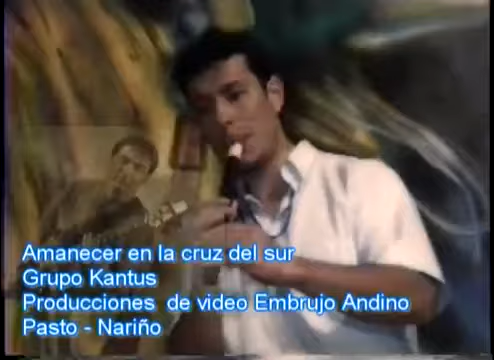 Amanecer en la cruz del sur
Grupo Kantus
Producciones de video Embrujo Andino
Pasto - Nariño